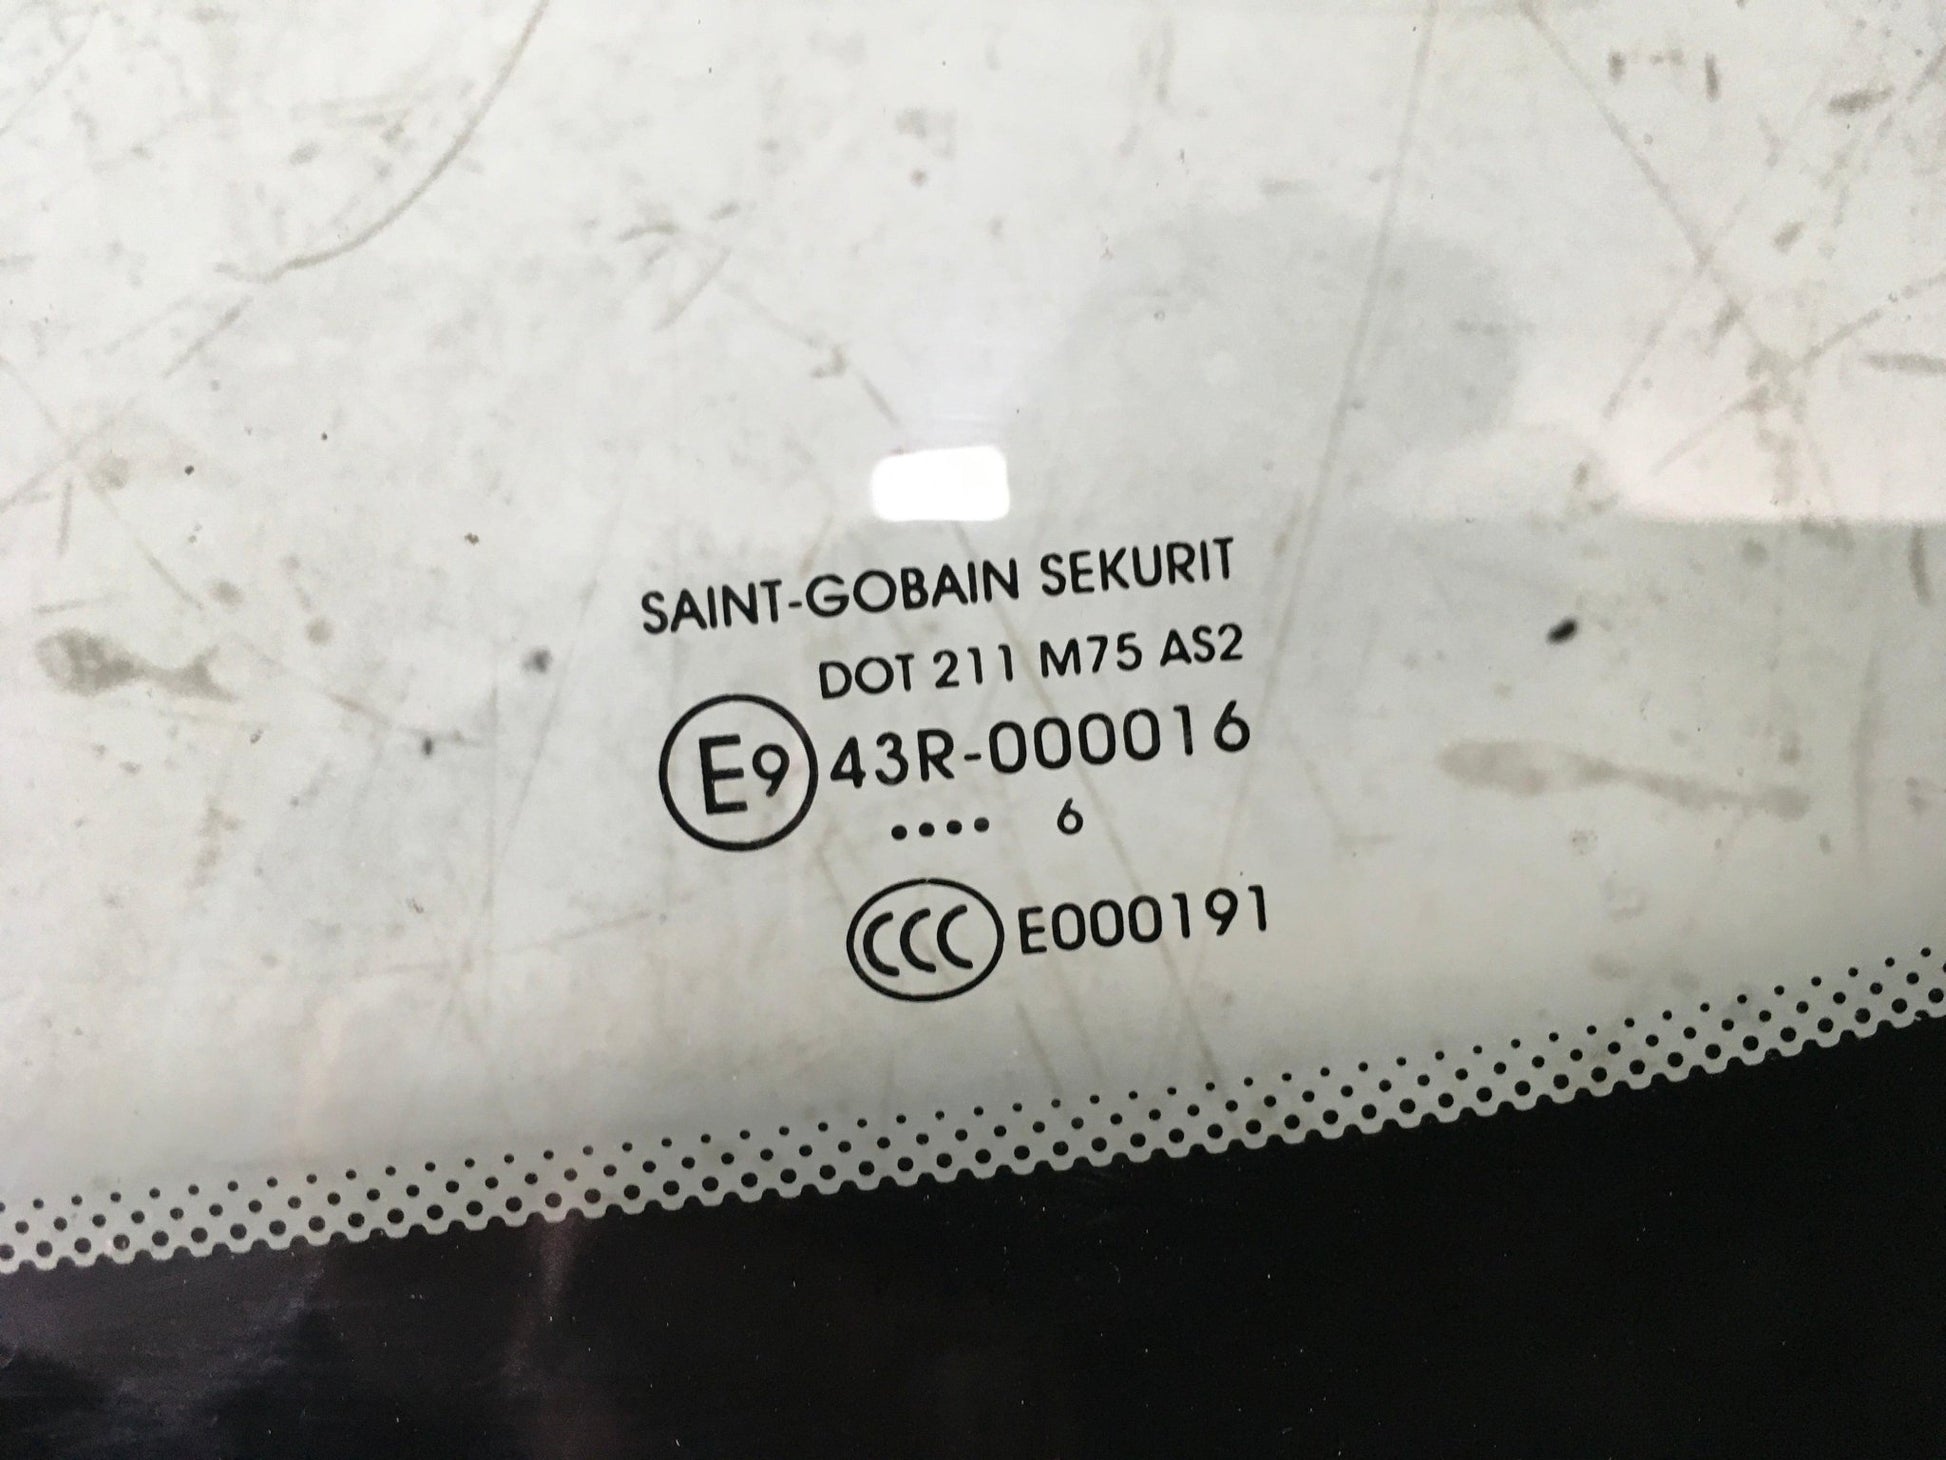 SAINT-GOBAIN SEKURIT
DOT 211 M75 AS2
E9 43R-000016
•••• 6
CCC E000191